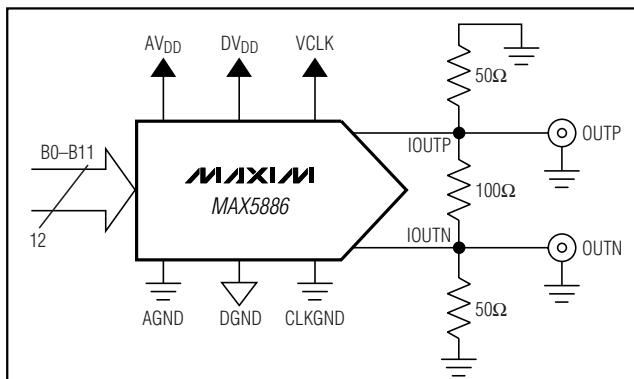 AVDD DVDD VCLK
50Ω
B0–B11
IOUTP
OUTP
MAXIM
MAX5886
100Ω
12
IOUTN
OUTN
50Ω
AGND DGND CLKGND